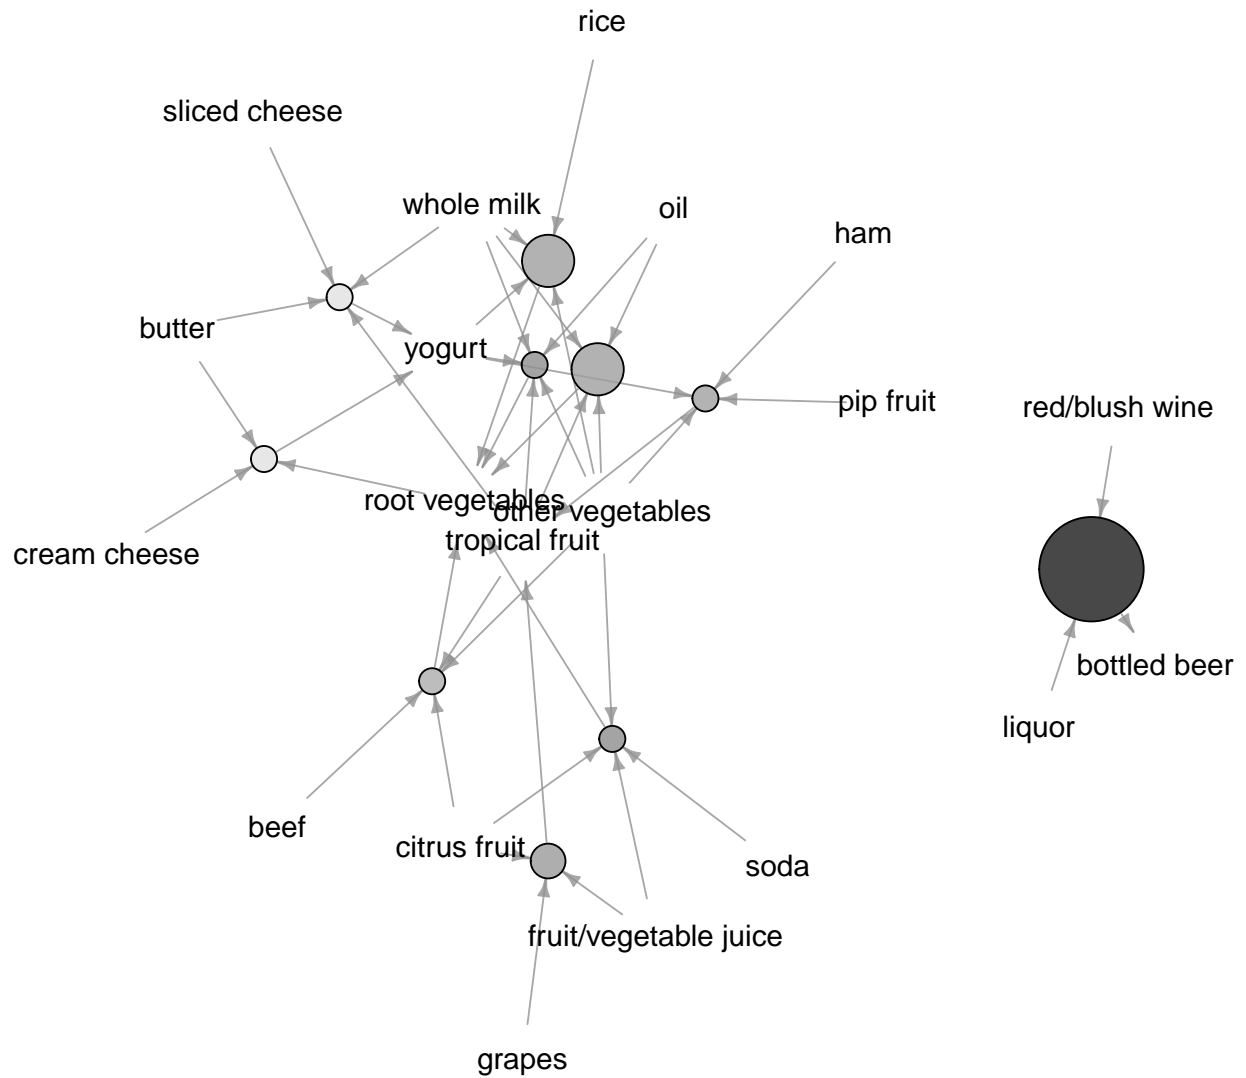 rice
sliced cheese
whole milk
oil
ham
butter
yogurt
pip fruit
red/blush wine
root vegetables
other vegetables
tropical fruit
cream cheese
bottled beer
liquor
beef
citrus fruit
soda
fruit/vegetable juice
grapes